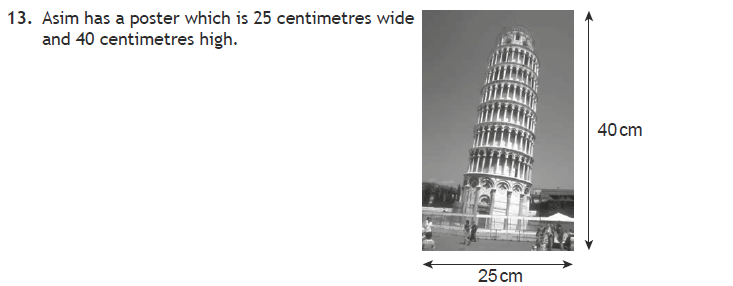 13. Asim has a poster which is 25 centimetres wide
and 40 centimetres high.
40 cm
25 cm